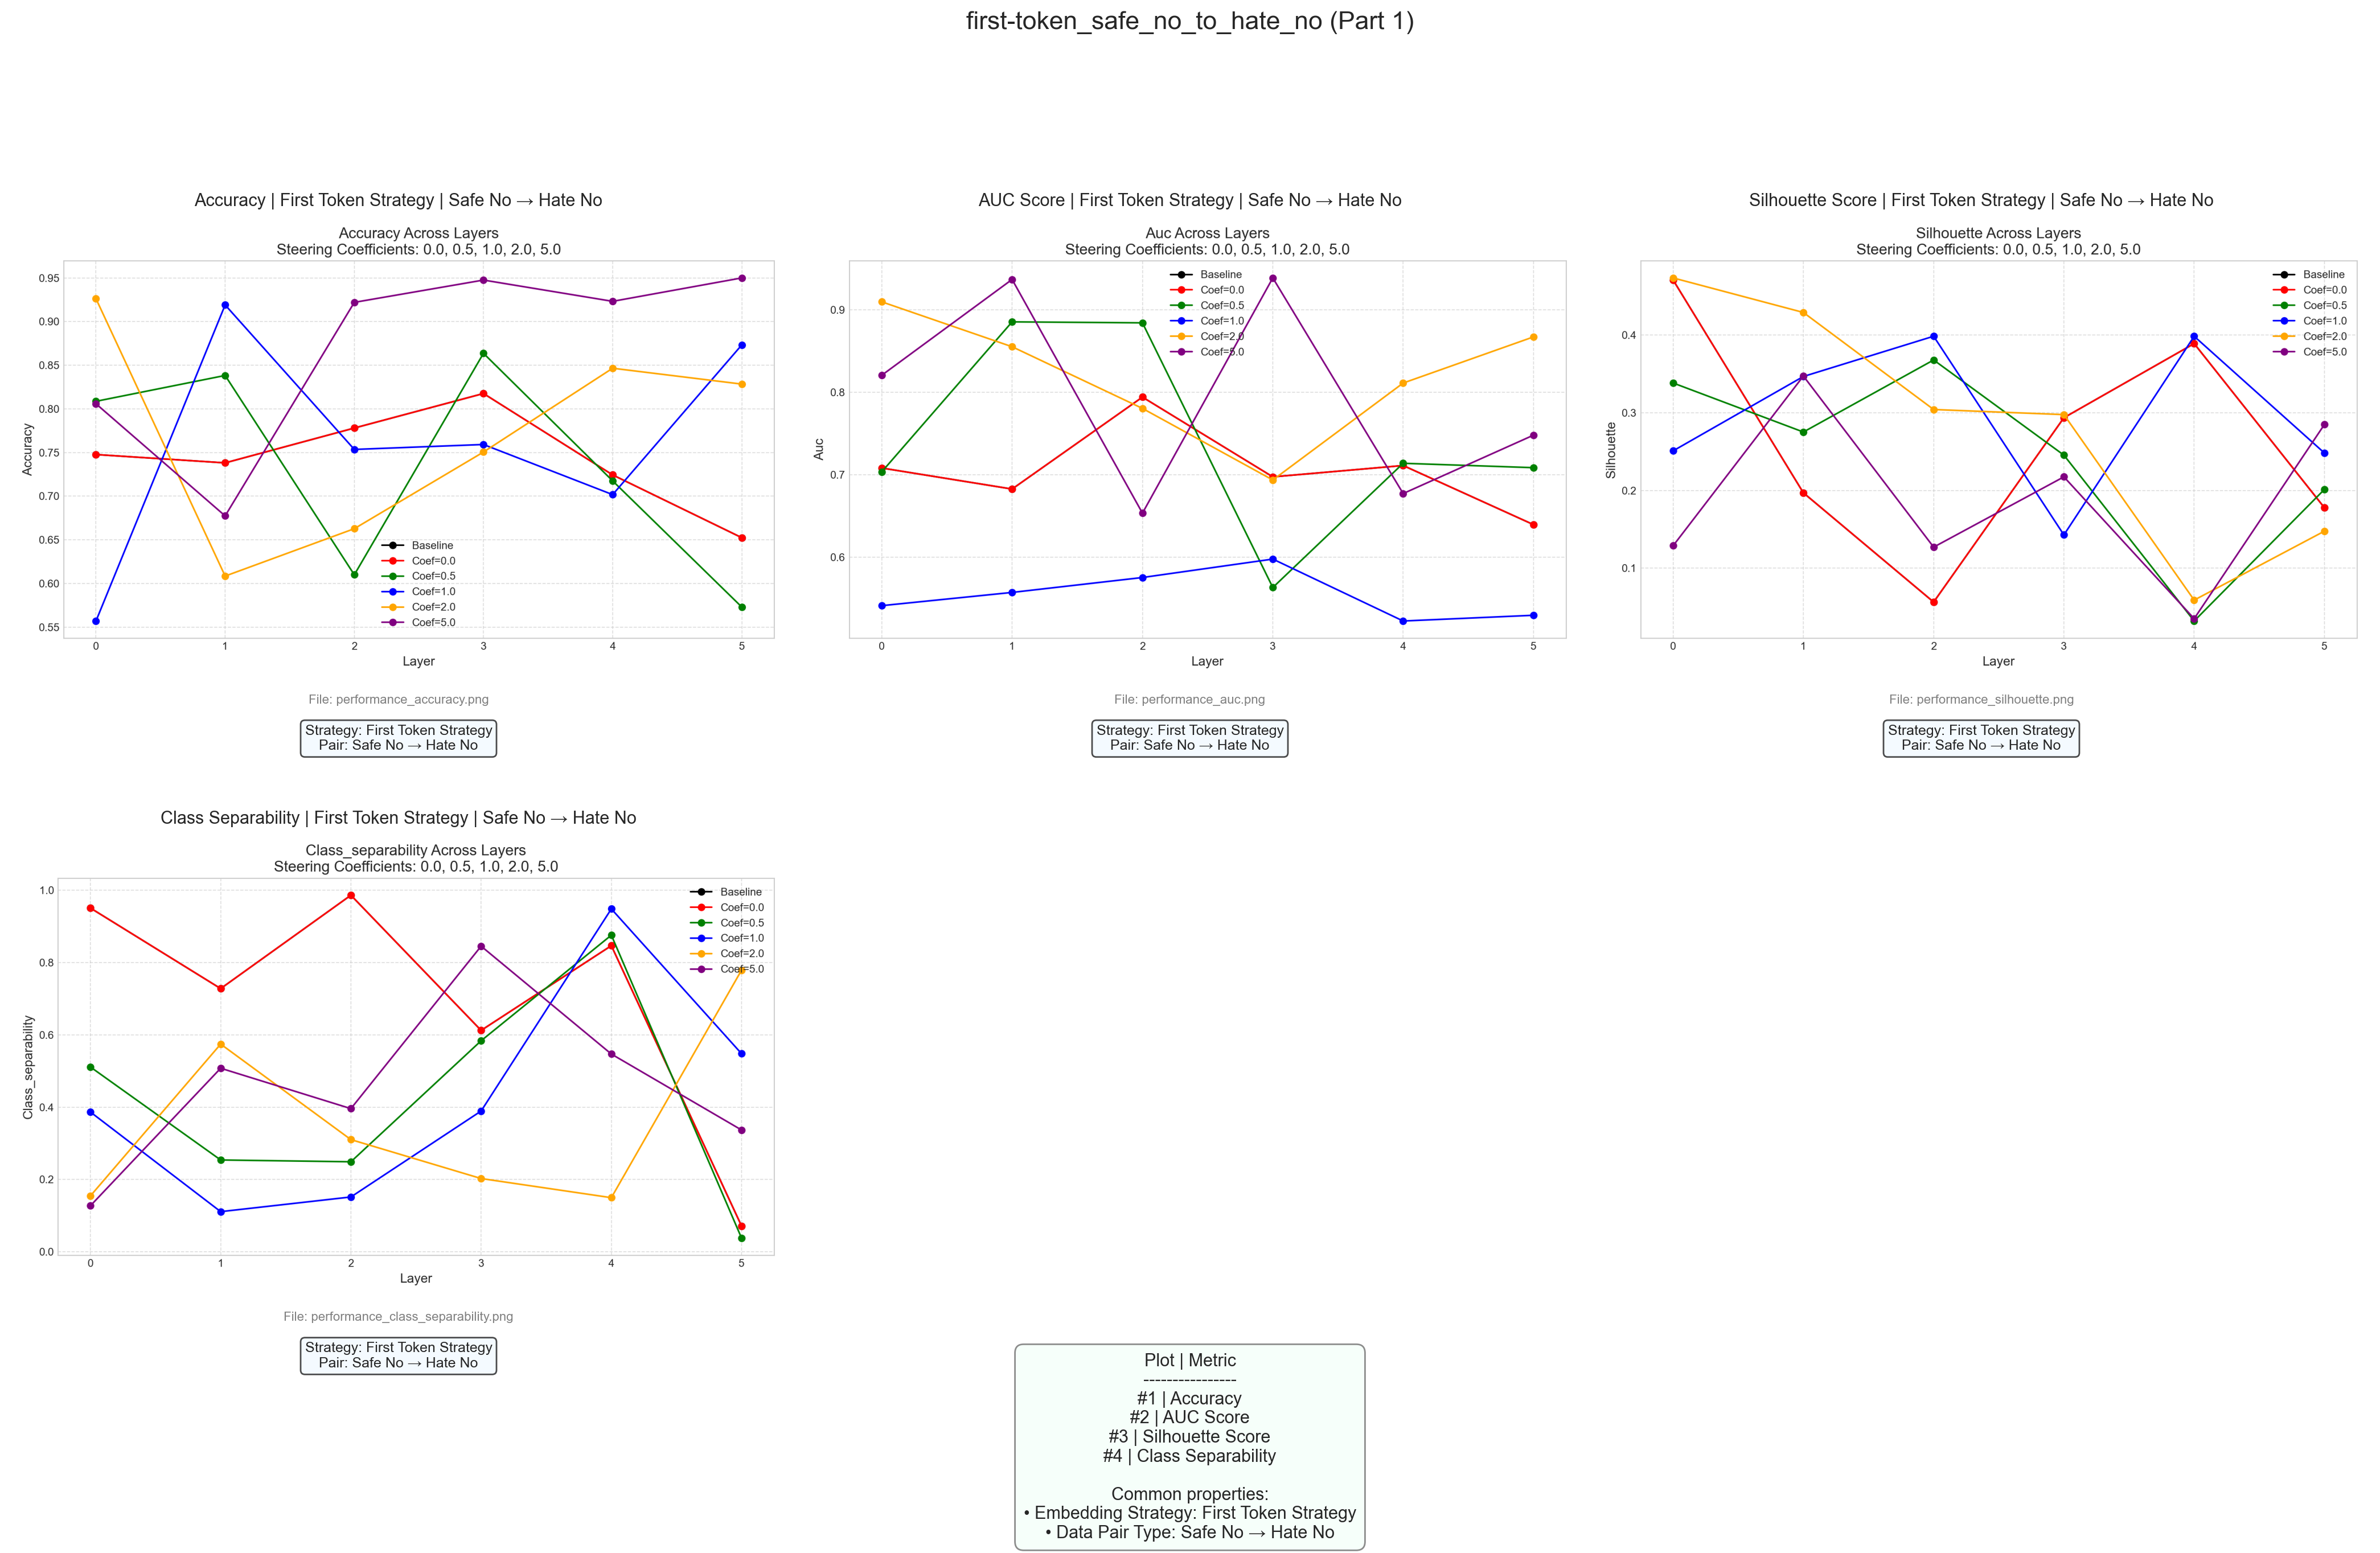 first-token_safe_no_to_hate_no (Part 1)
Accuracy | First Token Strategy | Safe No → Hate No
Accuracy Across Layers
Steering Coefficients: 0.0, 0.5, 1.0, 2.0, 5.0
0.95
0.90
0.85
0.80
0.75
0.70
0.65
0.60
0.55
Accuracy
Baseline
Coef=0.0
Coef=0.5
Coef=1.0
Coef=2.0
Coef=5.0
0 1 2 3 4 5
Layer
File: performance_accuracy.png
Strategy: First Token Strategy
Pair: Safe No → Hate No
AUC Score | First Token Strategy | Safe No → Hate No
Auc Across Layers
Steering Coefficients: 0.0, 0.5, 1.0, 2.0, 5.0
0.9
0.8
0.7
0.6
Auc
Baseline
Coef=0.0
Coef=0.5
Coef=1.0
Coef=2.0
Coef=5.0
0 1 2 3 4 5
Layer
File: performance_auc.png
Strategy: First Token Strategy
Pair: Safe No → Hate No
Silhouette Score | First Token Strategy | Safe No → Hate No
Silhouette Across Layers
Steering Coefficients: 0.0, 0.5, 1.0, 2.0, 5.0
0.4
0.3
0.2
0.1
Silhouette
Baseline
Coef=0.0
Coef=0.5
Coef=1.0
Coef=2.0
Coef=5.0
0 1 2 3 4 5
Layer
File: performance_silhouette.png
Strategy: First Token Strategy
Pair: Safe No → Hate No
Class Separability | First Token Strategy | Safe No → Hate No
Class_separability Across Layers
Steering Coefficients: 0.0, 0.5, 1.0, 2.0, 5.0
1.0
0.8
0.6
0.4
0.2
0.0
Class_separability
Baseline
Coef=0.0
Coef=0.5
Coef=1.0
Coef=2.0
Coef=5.0
0 1 2 3 4 5
Layer
File: performance_class_separability.png
Strategy: First Token Strategy
Pair: Safe No → Hate No
Plot | Metric
----------------
#1 | Accuracy
#2 | AUC Score
#3 | Silhouette Score
#4 | Class Separability
Common properties:
• Embedding Strategy: First Token Strategy
• Data Pair Type: Safe No → Hate No